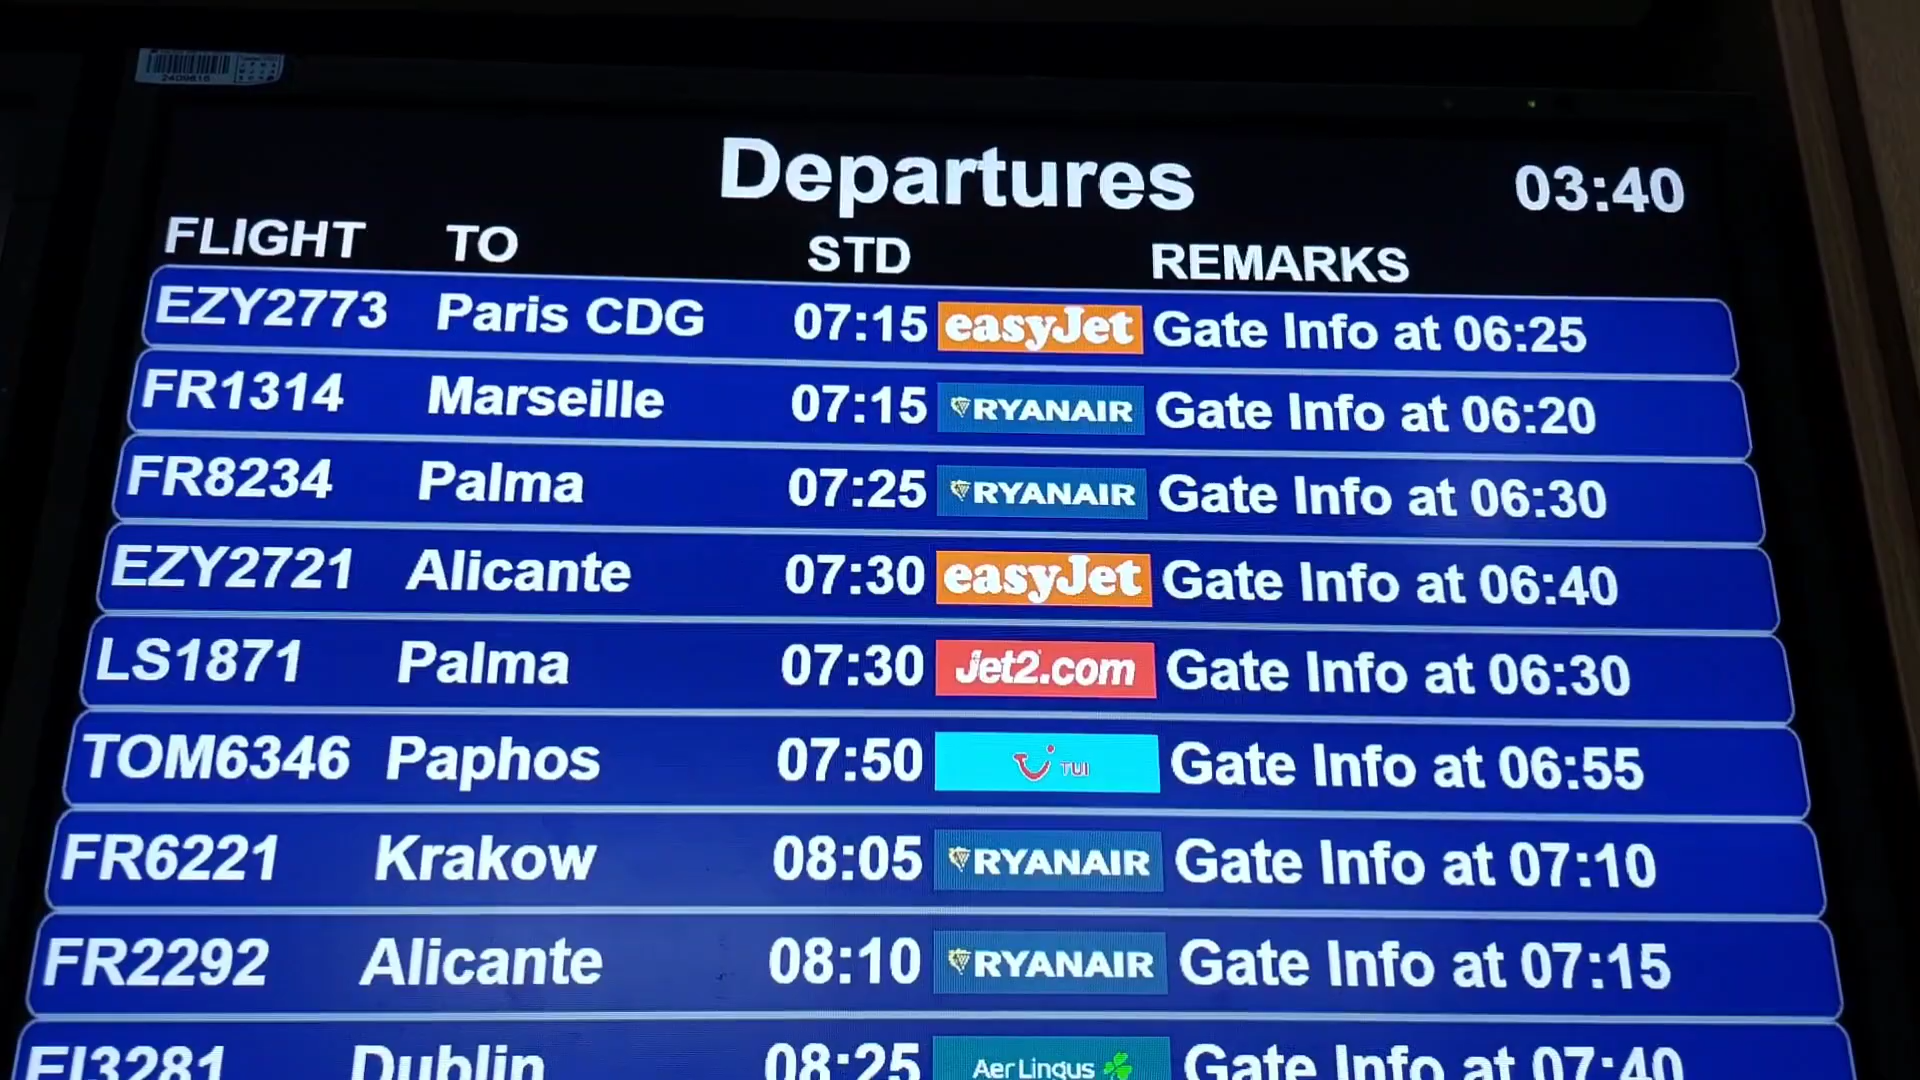 2409615
Departures 03:40
FLIGHT TO STD REMARKS
EZY2773 Paris CDG 07:15 easyJet Gate Info at 06:25
FR1314 Marseille 07:15 RYANAIR Gate Info at 06:20
FR8234 Palma 07:25 RYANAIR Gate Info at 06:30
EZY2721 Alicante 07:30 easyJet Gate Info at 06:40
LS1871 Palma 07:30 Jet2.com Gate Info at 06:30
TOM6346 Paphos 07:50 TUI Gate Info at 06:55
FR6221 Krakow 08:05 RYANAIR Gate Info at 07:10
FR2292 Alicante 08:10 RYANAIR Gate Info at 07:15
EI3281 Dublin 08:25 Aer Lingus Gate Info at 07:40